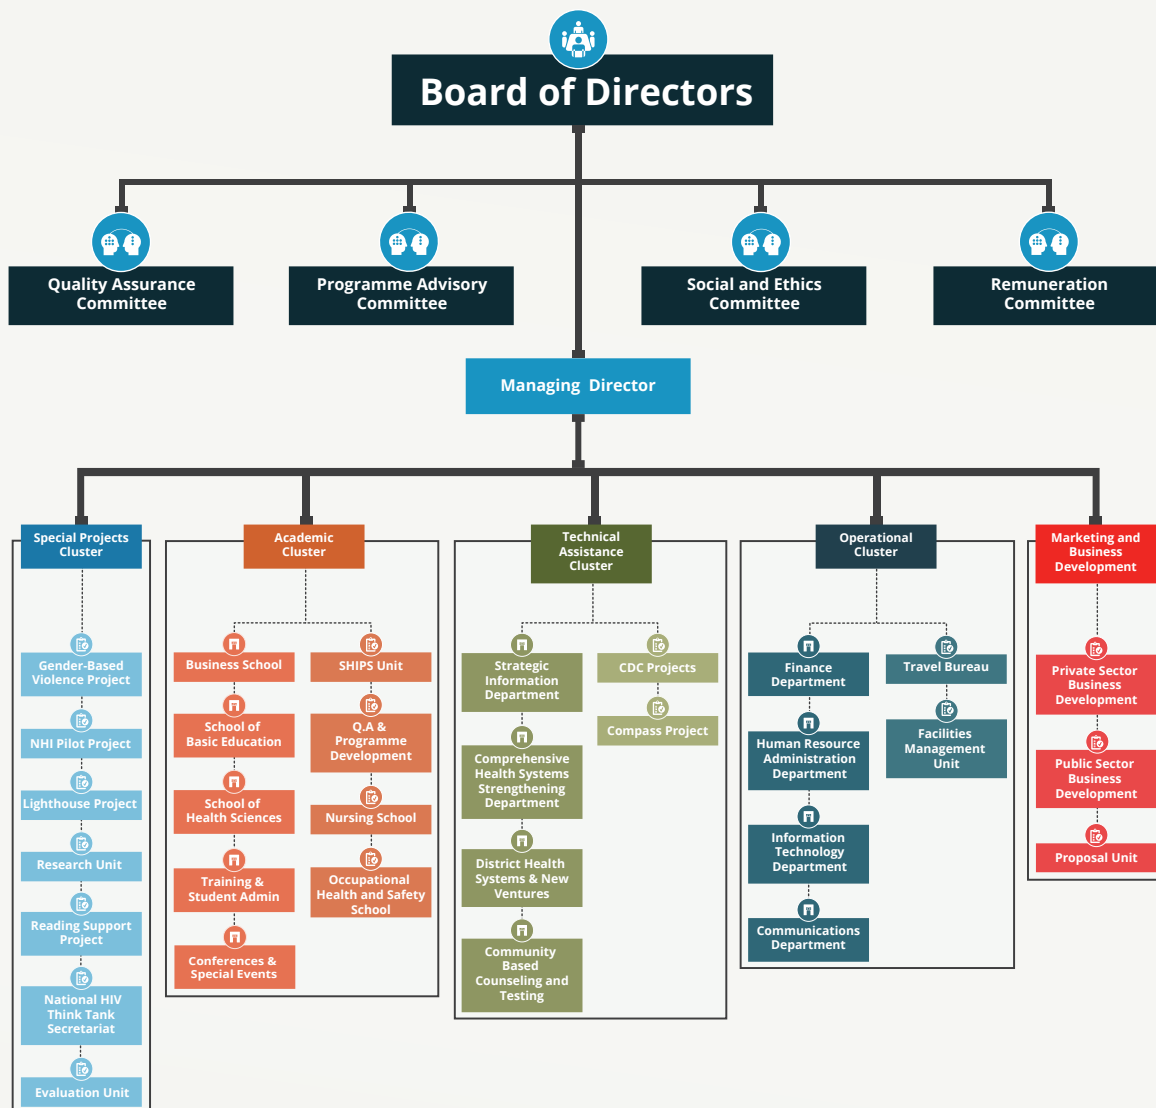 Board of Directors
Quality Assurance
Committee
Programme Advisory
Committee
Social and Ethics
Committee
Remuneration
Committee
Managing Director
Special Projects
Cluster
Gender-Based
Violence Project
NHI Pilot Project
Lighthouse Project
Research Unit
Reading Support
Project
National HIV
Think Tank
Secretariat
Evaluation Unit
Academic
Cluster
Business School
School of
Basic Education
School of
Health Sciences
Training &
Student Admin
Conferences &
Special Events
SHIPS Unit
Q.A &
Programme
Development
Nursing School
Occupational
Health and Safety
School
Technical
Assistance
Cluster
Strategic
Information
Department
Comprehensive
Health Systems
Strengthening
Department
District Health
Systems & New
Ventures
Community
Based
Counseling and
Testing
CDC Projects
Compass Project
Operational
Cluster
Finance
Department
Human Resource
Administration
Department
Information
Technology
Department
Communications
Department
Travel Bureau
Facilities
Management
Unit
Marketing and
Business
Development
Private Sector
Business
Development
Public Sector
Business
Development
Proposal Unit